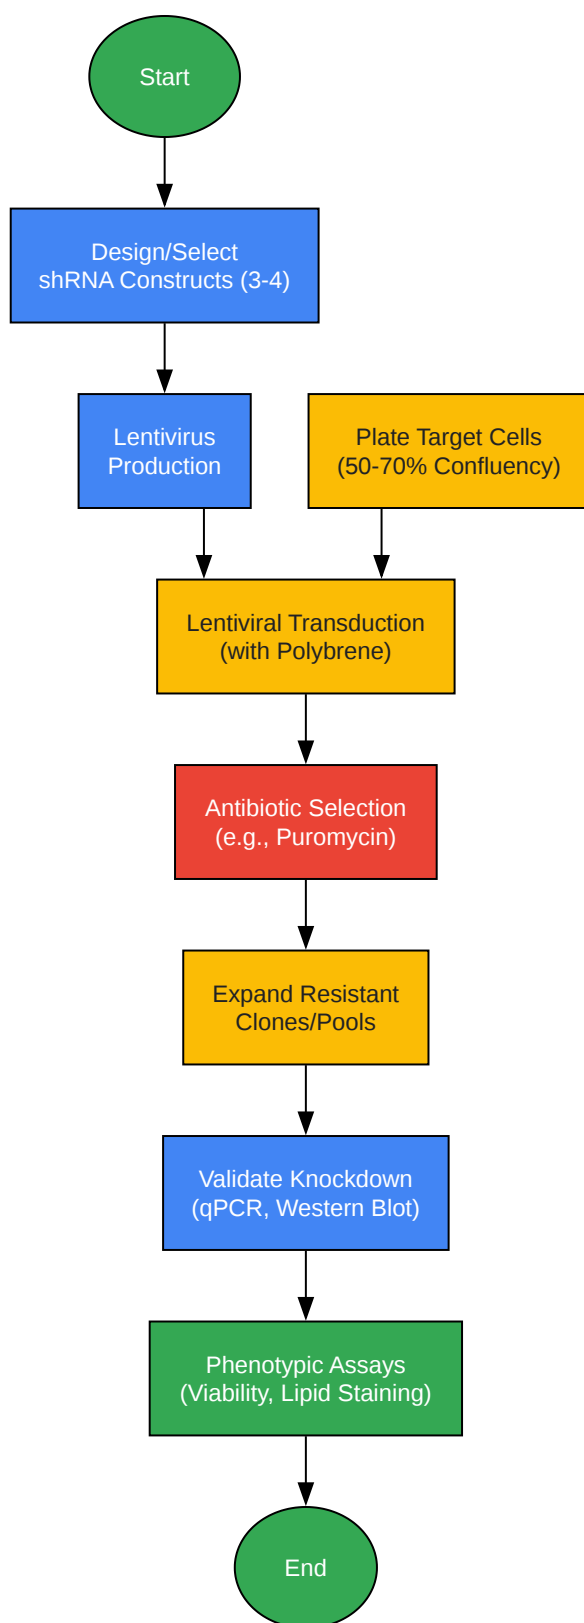 Start
Design/Select
shRNA Constructs (3-4)
Lentivirus
Production
Plate Target Cells
(50-70% Confluency)
Lentiviral Transduction
(with Polybrene)
Antibiotic Selection
(e.g., Puromycin)
Expand Resistant
Clones/Pools
Validate Knockdown
(qPCR, Western Blot)
Phenotypic Assays
(Viability, Lipid Staining)
End